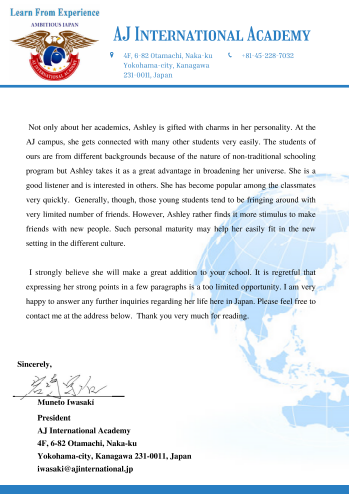 Learn From Experience
AMBITIOUS JAPAN
AJ INTERNATIONAL ACADEMY
AJ INTERNATIONAL ACADEMY
4F, 6-82 Otamachi, Naka-ku
Yokohama-city, Kanagawa
231-0011, Japan
+81-45-228-7032
Not only about her academics, Ashley is gifted with charms in her personality. At the
AJ campus, she gets connected with many other students very easily. The students of
ours are from different backgrounds because of the nature of non-traditional schooling
program but Ashley takes it as a great advantage in broadening her universe. She is a
good listener and is interested in others. She has become popular among the classmates
very quickly. Generally, though, those young students tend to be fringing around with
very limited number of friends. However, Ashley rather finds it more stimulus to make
friends with new people. Such personal maturity may help her easily fit in the new
setting in the different culture.
I strongly believe she will make a great addition to your school. It is regretful that
expressing her strong points in a few paragraphs is a too limited opportunity. I am very
happy to answer any further inquiries regarding her life here in Japan. Please feel free to
contact me at the address below. Thank you very much for reading.
Sincerely,
Muneto Iwasaki
President
AJ International Academy
4F, 6-82 Otamachi, Naka-ku
Yokohama-city, Kanagawa 231-0011, Japan
iwasaki@ajinternational.jp